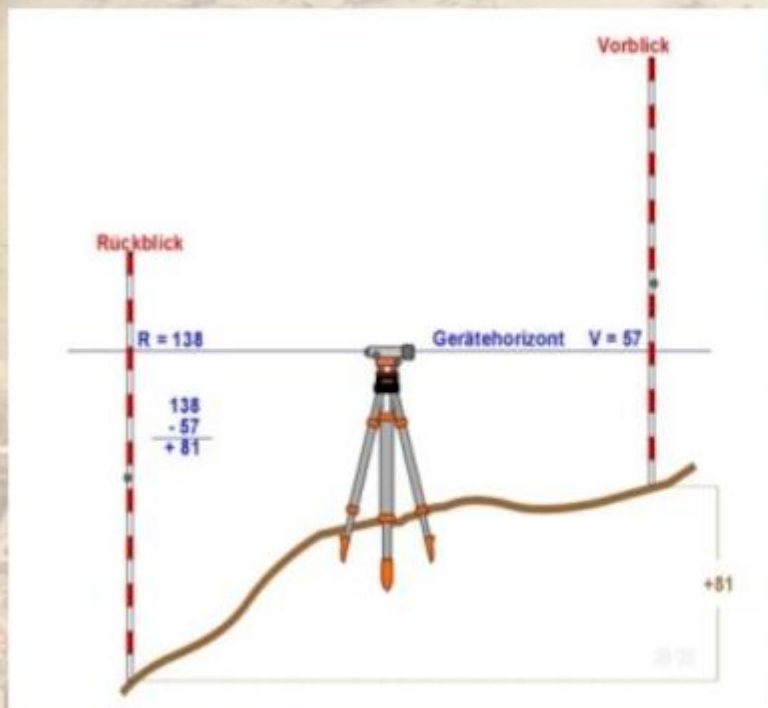 Vorblick
Rückblick
R = 138
Gerätehorizont V = 57
138
- 57
+ 81
+81